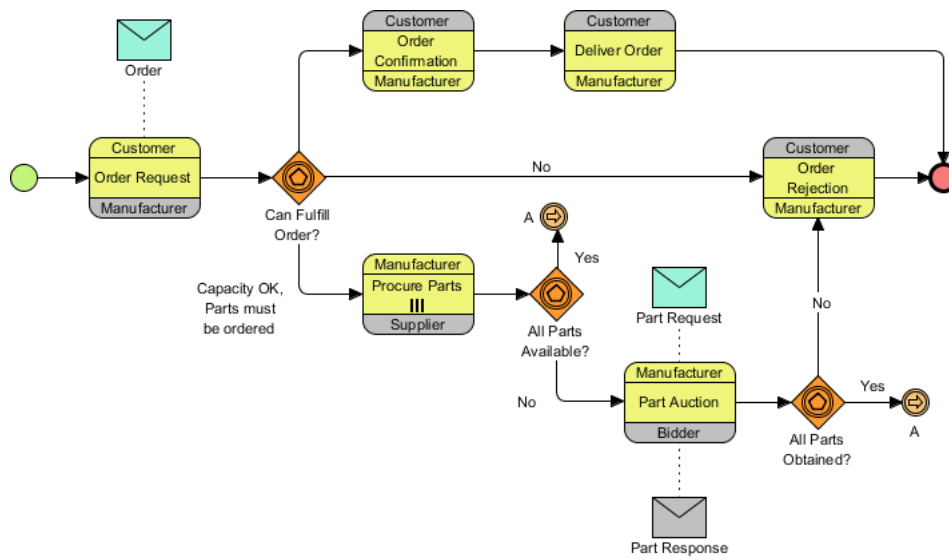 Order
Customer
Order Request
Manufacturer
Can Fulfill
Order?
Customer
Order
Confirmation
Manufacturer
Customer
Deliver Order
Manufacturer
No
Customer
Order
Rejection
Manufacturer
Capacity OK,
Parts must
be ordered
Manufacturer
Procure Parts
Supplier
A
Yes
All Parts
Available?
No
Part Request
Manufacturer
Part Auction
Bidder
Part Response
All Parts
Obtained?
No
Yes
A